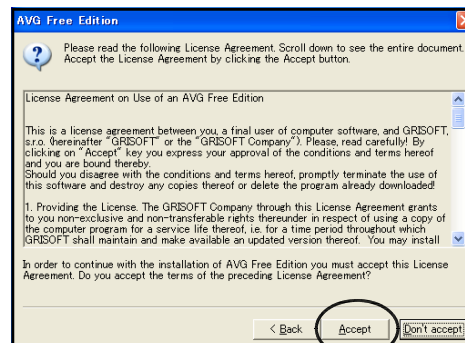 AVG Free Edition
Please read the following License Agreement. Scroll down to see the entire document.
Accept the License Agreement by clicking the Accept button.
License Agreement on Use of an AVG Free Edition
This is a license agreement between you, a final user of computer software, and GRISOFT,
s.r.o. (hereinafter "GRISOFT" or the "GRISOFT Company"). Please, read carefully! By
clicking on "Accept" key you express your approval of the conditions and terms hereof
and you are bound thereby.
Should you disagree with the conditions and terms hereof, promptly terminate the use of
this software and destroy any copies thereof or delete the program already downloaded!
1. Providing the License. The GRISOFT Company through this License Agreement grants
to you non-exclusive and non-transferable rights thereunder in respect of using a copy of
the computer program for a service life thereof, i.e. for a time period throughout which
GRISOFT shall maintain and make available an updated version thereof. You may install
In order to continue with the installation of AVG Free Edition you must accept this License
Agreement. Do you accept the terms of the preceding License Agreement?
< Back Accept Don't accept